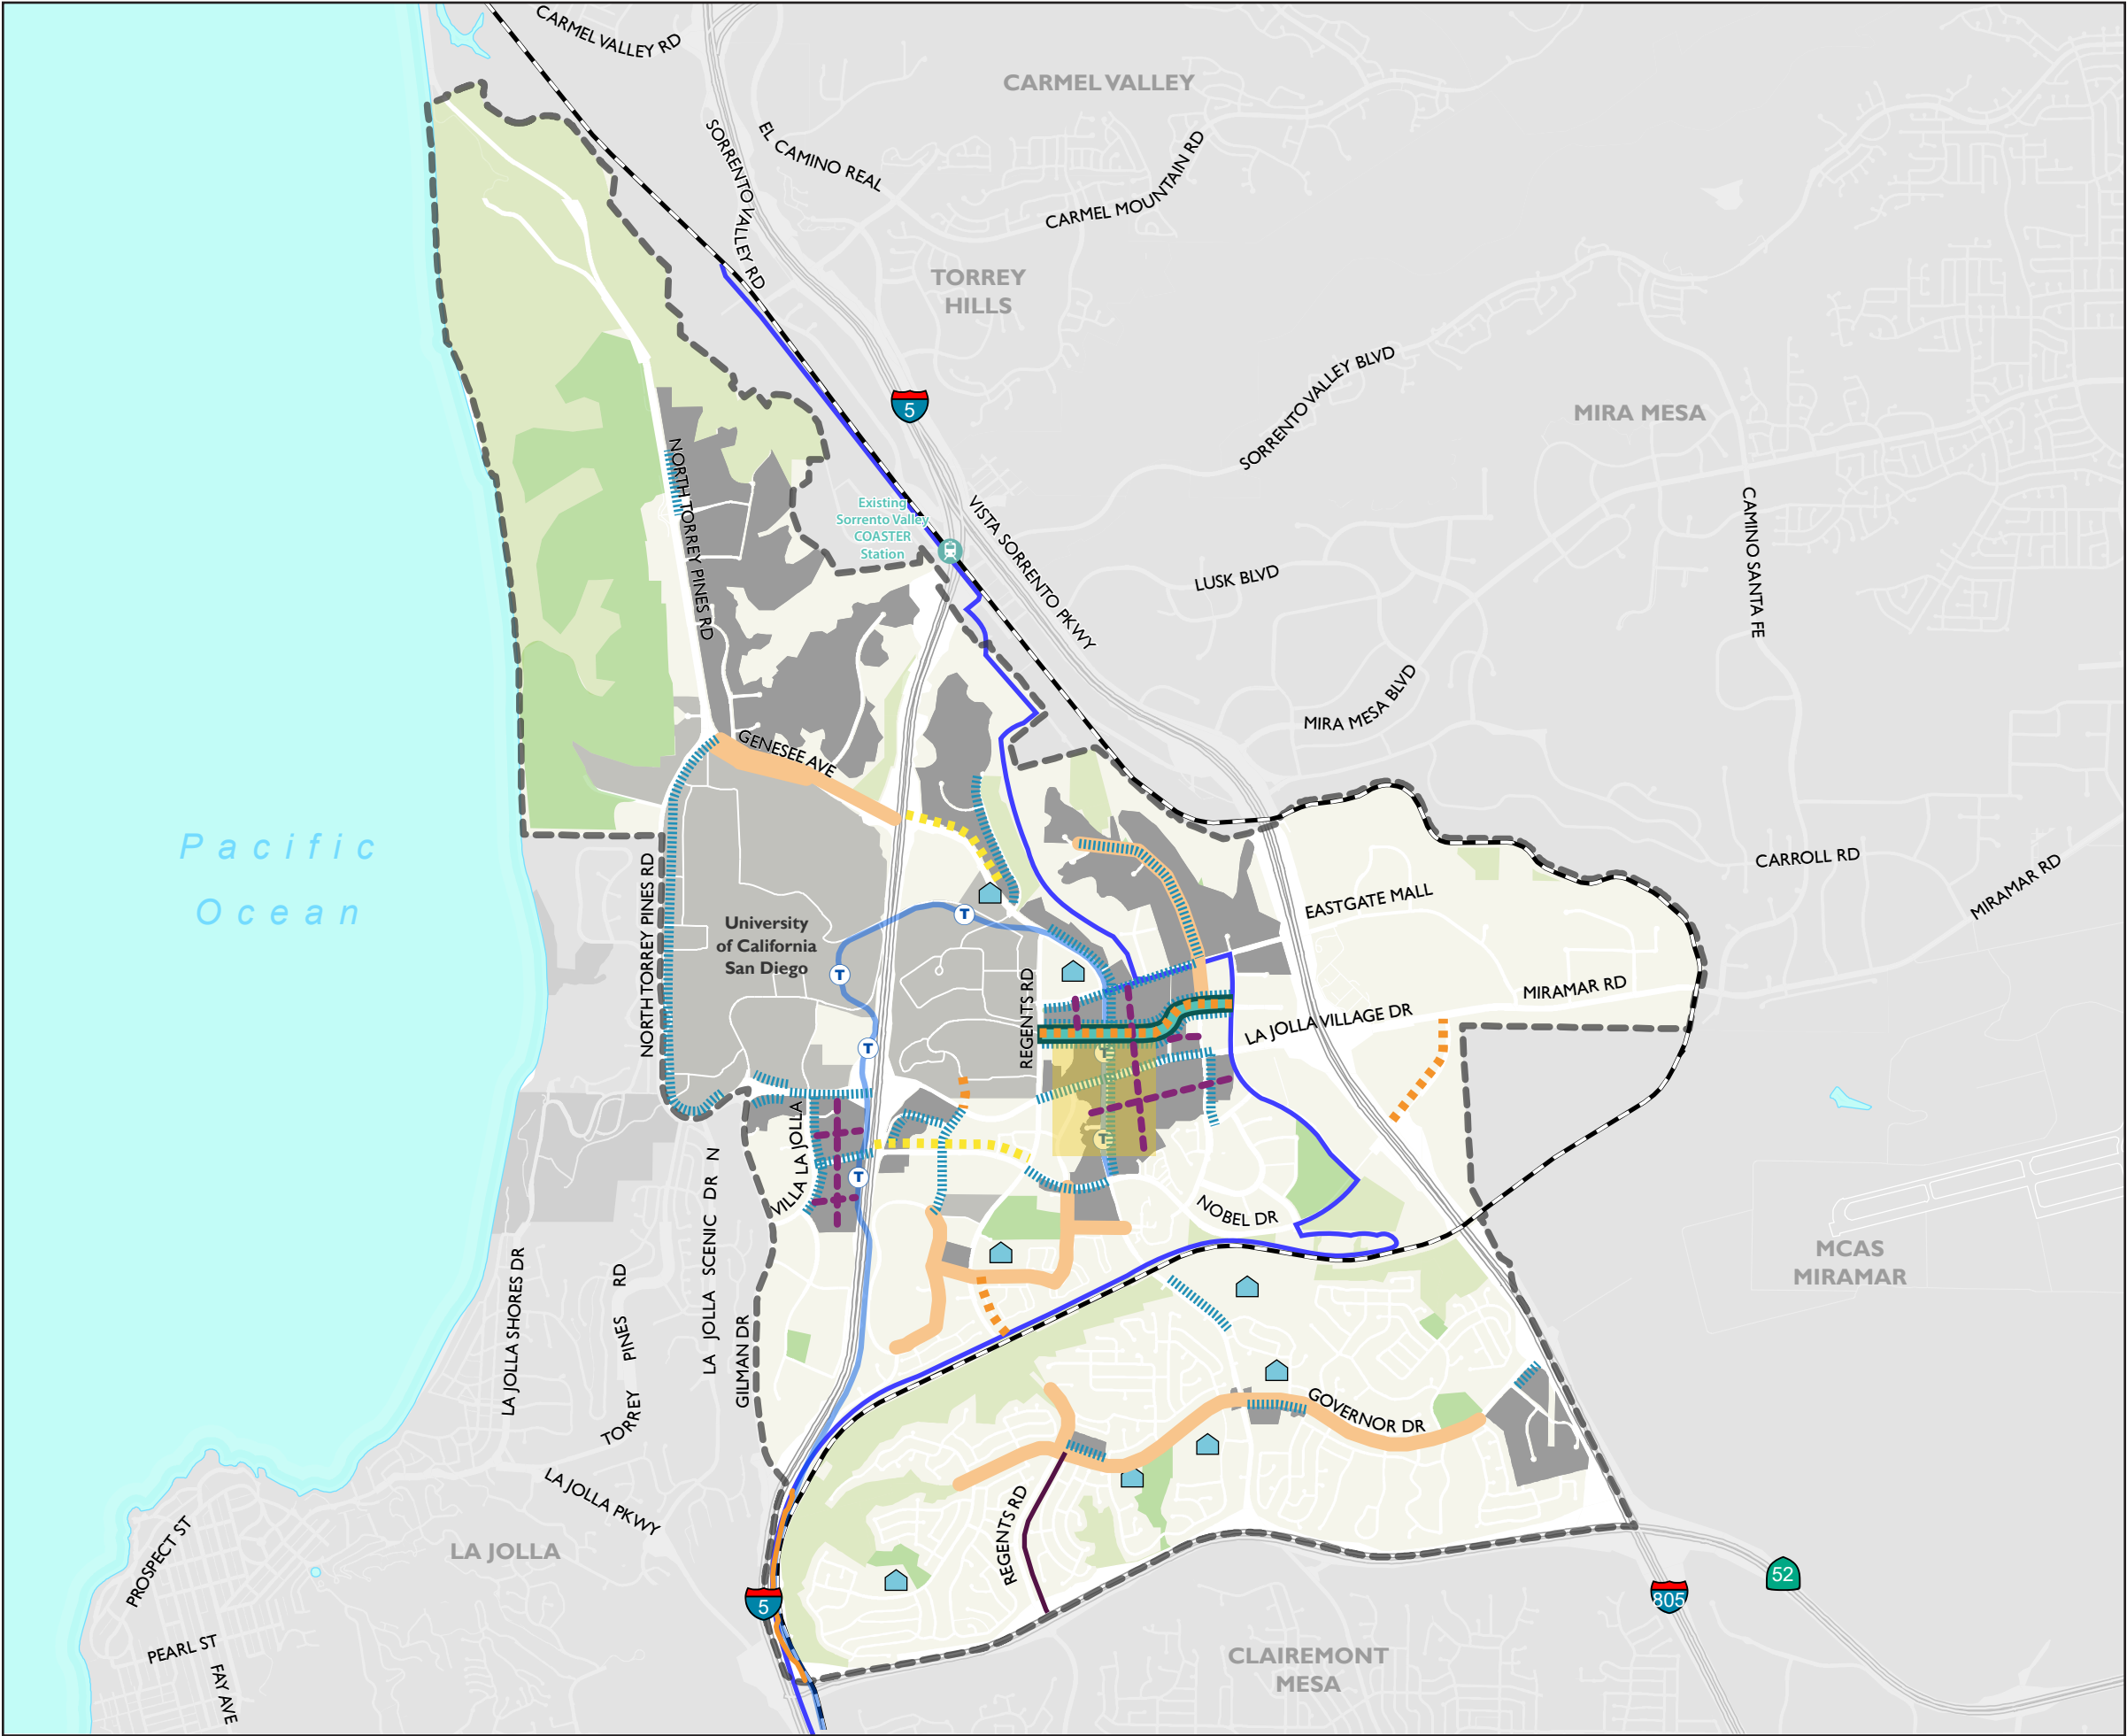 CARMEL VALLEY RD
CARMEL VALLEY
SORRENTO VALLEY RD
EL CAMINO REAL
CARMEL MOUNTAIN RD
TORREY
HILLS
SORRENTO VALLEY BLVD
5
MIRA MESA
NORTH TORREY PINES RD
Existing
Sorrento Valley
COASTER
Station
VISTA SORRENTO PKWY
LUSK BLVD
CAMINO SANTA FE
MIRA MESA BLVD
GENESEE AVE
Pacific
Ocean
NORTH TORREY PINES RD
University
of California
San Diego
T
T
T
T
T
T
REGENTS RD
EASTGATE MALL
CARROLL RD
MIRAMAR RD
MIRAMAR RD
LA JOLLA VILLAGE DR
VILLA LA JOLLA
NOBEL DR
MCAS
MIRAMAR
LA JOLLA SHORES DR
TORREY PINES RD
LA JOLLA SCENIC DR N
GILMAN DR
GOVERNOR DR
REGENTS RD
LA JOLLA PKWY
LA JOLLA
PROSPECT ST
PEARL ST
FAY AVE
5
805
52
CLAIREMONT
MESA